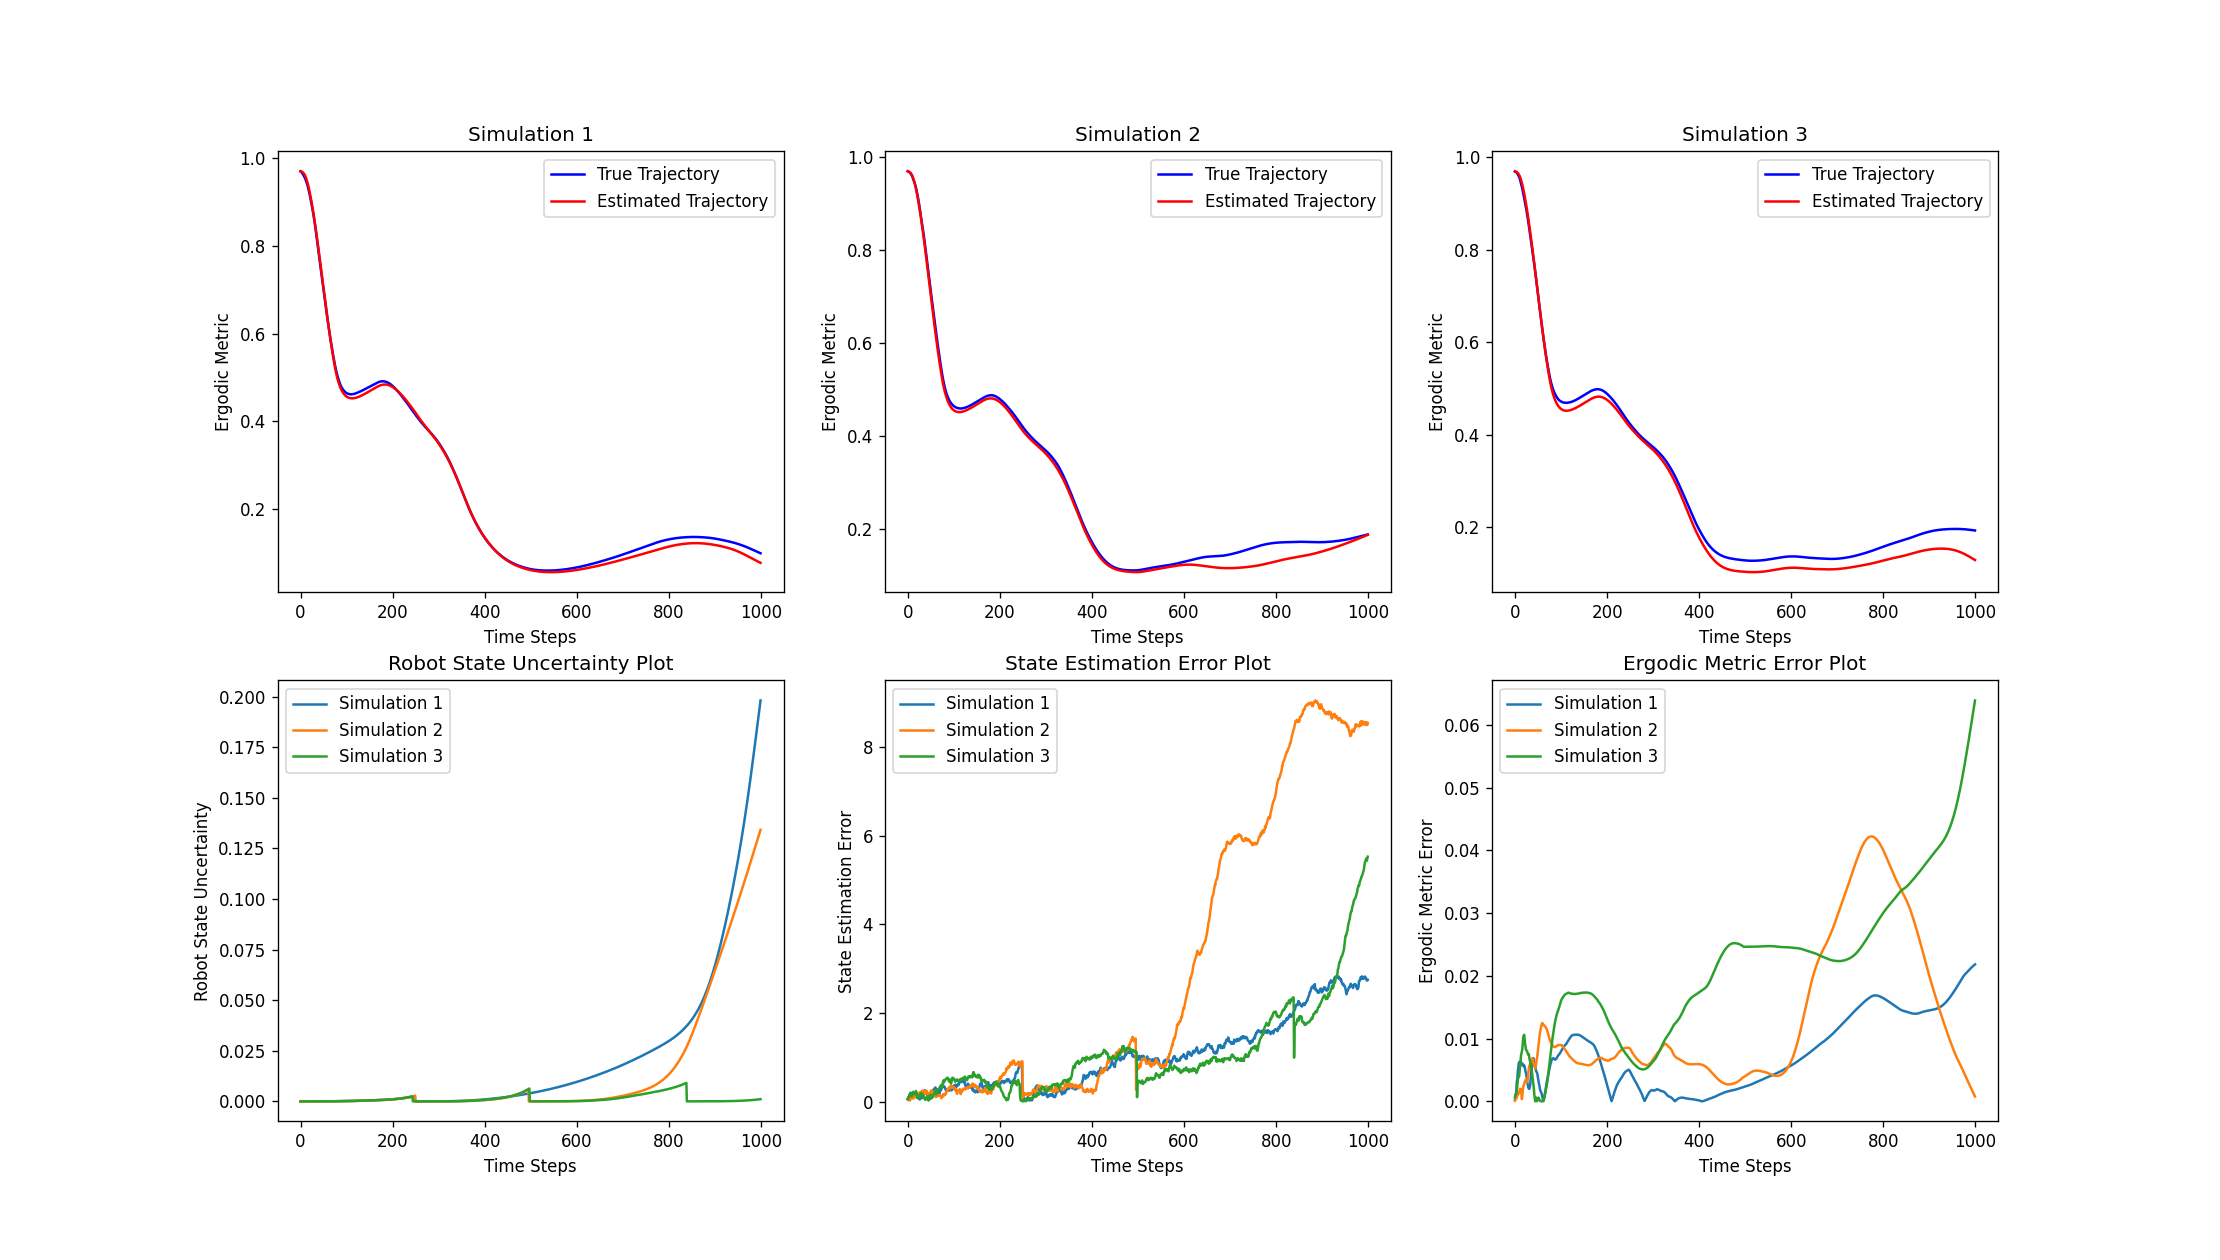 Simulation 1
Ergodic Metric
1.0
0.8
0.6
0.4
0.2
True Trajectory
Estimated Trajectory
0 200 400 600 800 1000
Time Steps
Simulation 2
Ergodic Metric
1.0
0.8
0.6
0.4
0.2
True Trajectory
Estimated Trajectory
0 200 400 600 800 1000
Time Steps
Simulation 3
Ergodic Metric
1.0
0.8
0.6
0.4
0.2
True Trajectory
Estimated Trajectory
0 200 400 600 800 1000
Time Steps
Robot State Uncertainty Plot
Robot State Uncertainty
0.200
0.175
0.150
0.125
0.100
0.075
0.050
0.025
0.000
Simulation 1
Simulation 2
Simulation 3
0 200 400 600 800 1000
Time Steps
State Estimation Error Plot
State Estimation Error
8
6
4
2
0
Simulation 1
Simulation 2
Simulation 3
0 200 400 600 800 1000
Time Steps
Ergodic Metric Error Plot
Ergodic Metric Error
0.06
0.05
0.04
0.03
0.02
0.01
0.00
Simulation 1
Simulation 2
Simulation 3
0 200 400 600 800 1000
Time Steps